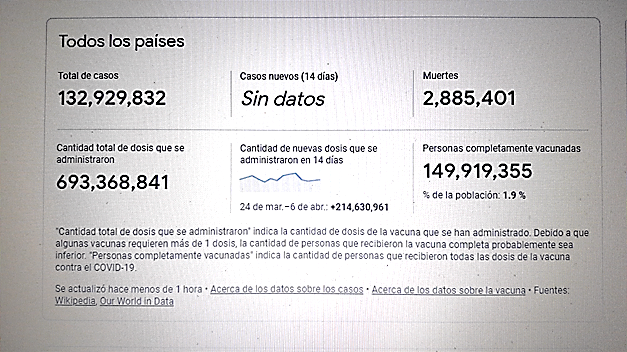 Todos los países
Total de casos
132,929,832
Casos nuevos (14 días)
Sin datos
Muertes
2,885,401
Cantidad total de dosis que se
administraron
693,368,841
Cantidad de nuevas dosis que se
administraron en 14 días
24 de mar.–6 de abr.: +214,630,961
Personas completamente vacunadas
149,919,355
% de la población: 1.9 %
"Cantidad total de dosis que se administraron" indica la cantidad de dosis de la vacuna que se han administrado. Debido a que
algunas vacunas requieren más de 1 dosis, la cantidad de personas que recibieron la vacuna completa probablemente sea
inferior. "Personas completamente vacunadas" indica la cantidad de personas que recibieron todas las dosis de la vacuna
contra el COVID-19.
Se actualizó hace menos de 1 hora • Acerca de los datos sobre los casos • Acerca de los datos sobre la vacuna • Fuentes:
Wikipedia, Our World in Data